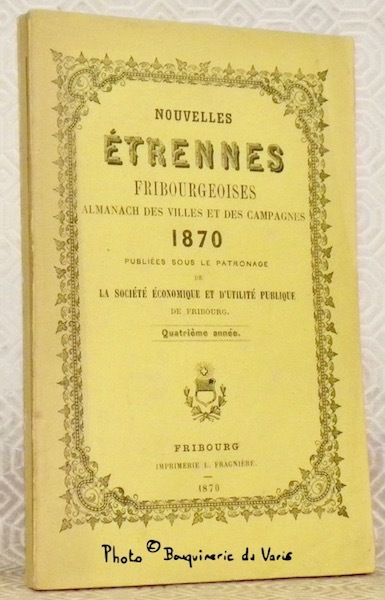 NOUVELLES
ÉTRENNES
FRIBOURGEOISES
ALMANACH DES VILLES ET DES CAMPAGNES
1870
PUBLIÉES SOUS LE PATRONAGE
DE
LA SOCIÉTÉ ÉCONOMIQUE ET D'UTILITÉ PUBLIQUE
DE FRIBOURG.
Quatrième année.
FRIBOURG
IMPRIMERIE L. FRAGNIÈRE.
1870
Photo © Bouquinerie du Varis